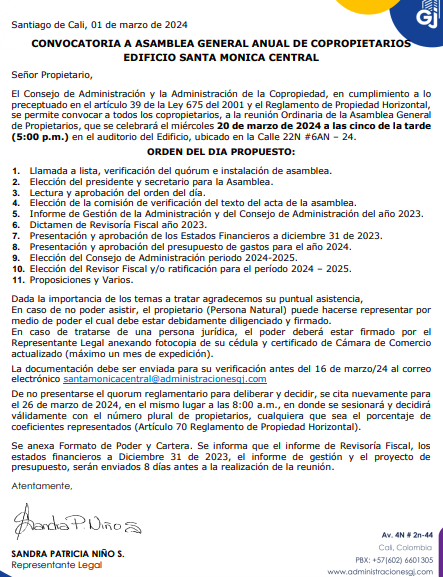 GJ
Santiago de Cali, 01 de marzo de 2024
CONVOCATORIA A ASAMBLEA GENERAL ANUAL DE COPROPIETARIOS
EDIFICIO SANTA MONICA CENTRAL
Señor Propietario,
El Consejo de Administración y la Administración de la Copropiedad, en cumplimiento a lo
preceptuado en el artículo 39 de la Ley 675 del 2001 y el Reglamento de Propiedad Horizontal,
se permite convocar a todos los copropietarios, a la reunión Ordinaria de la Asamblea General
de Propietarios, que se celebrará el miércoles 20 de marzo de 2024 a las cinco de la tarde
(5:00 p.m.) en el auditorio del Edificio, ubicado en la Calle 22N #6AN – 24.
ORDEN DEL DIA PROPUESTO:
1. Llamada a lista, verificación del quórum e instalación de asamblea.
2. Elección del presidente y secretario para la Asamblea.
3. Lectura y aprobación del orden del día.
4. Elección de la comisión de verificación del texto del acta de la asamblea.
5. Informe de Gestión de la Administración y del Consejo de Administración del año 2023.
6. Dictamen de Revisoría Fiscal año 2023.
7. Presentación y aprobación de los Estados Financieros a diciembre 31 de 2023.
8. Presentación y aprobación del presupuesto de gastos para el año 2024.
9. Elección del Consejo de Administración periodo 2024-2025.
10. Elección del Revisor Fiscal y/o ratificación para el período 2024 – 2025.
11. Proposiciones y Varios.
Dada la importancia de los temas a tratar agradecemos su puntual asistencia,
En caso de no poder asistir, el propietario (Persona Natural) puede hacerse representar por
medio de poder el cual debe estar debidamente diligenciado y firmado.
En caso de tratarse de una persona jurídica, el poder deberá estar firmado por el
Representante Legal anexando fotocopia de su cédula y certificado de Cámara de Comercio
actualizado (máximo un mes de expedición).
La documentación debe ser enviada para su verificación antes del 16 de marzo/24 al correo
electrónico santamonicacentral@administracionesgj.com
De no presentarse el quorum reglamentario para deliberar y decidir, se cita nuevamente para
el 26 de marzo de 2024, en el mismo lugar a las 8:00 a.m., en donde se sesionará y decidirá
válidamente con el número plural de propietarios, cualquiera que sea el porcentaje de
coeficientes representados (Artículo 70 Reglamento de Propiedad Horizontal).
Se anexa Formato de Poder y Cartera. Se informa que el informe de Revisoría Fiscal, los
estados financieros a Diciembre 31 de 2023, el informe de gestión y el proyecto de
presupuesto, serán enviados 8 días antes a la realización de la reunión.
Atentamente,
Sandra P. Niño S
SANDRA PATRICIA NIÑO S.
Representante Legal
Av. 4N # 2n-44
Cali, Colombia
PBX: +57(602) 6601305
www.administracionesgj.com